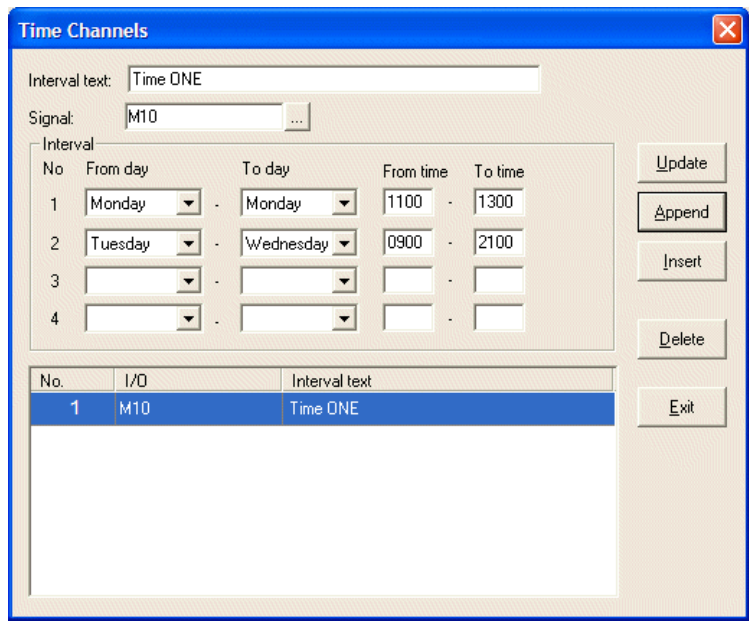 Time Channels
Interval text: Time ONE
Signal: M10 ...
Interval
No From day To day From time To time
1 Monday - Monday 1100 - 1300
2 Tuesday - Wednesday 0900 - 2100
3 - -
4 - -
Update
Append
Insert
Delete
Exit
No. I/O Interval text
1 M10 Time ONE